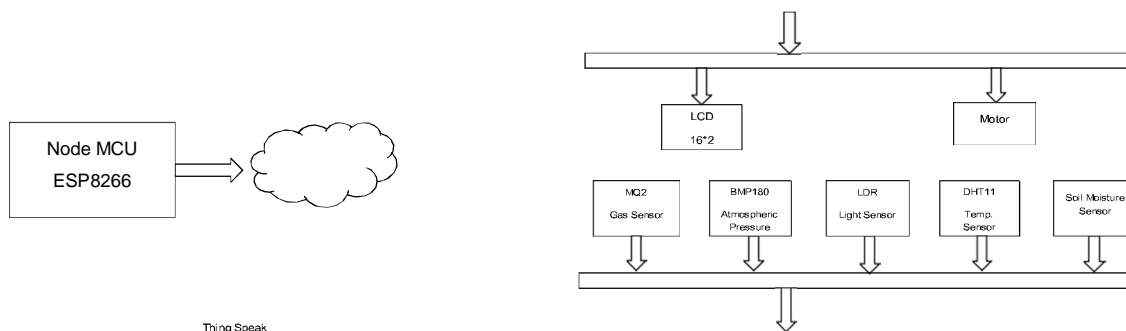 Node MCU
ESP8266
Thing Speak
LCD
16*2
Motor
MQ2
Gas Sensor
BMP180
Atmospheric
Pressure
LDR
Light Sensor
DHT11
Temp.
Sensor
Soil Moisture
Sensor